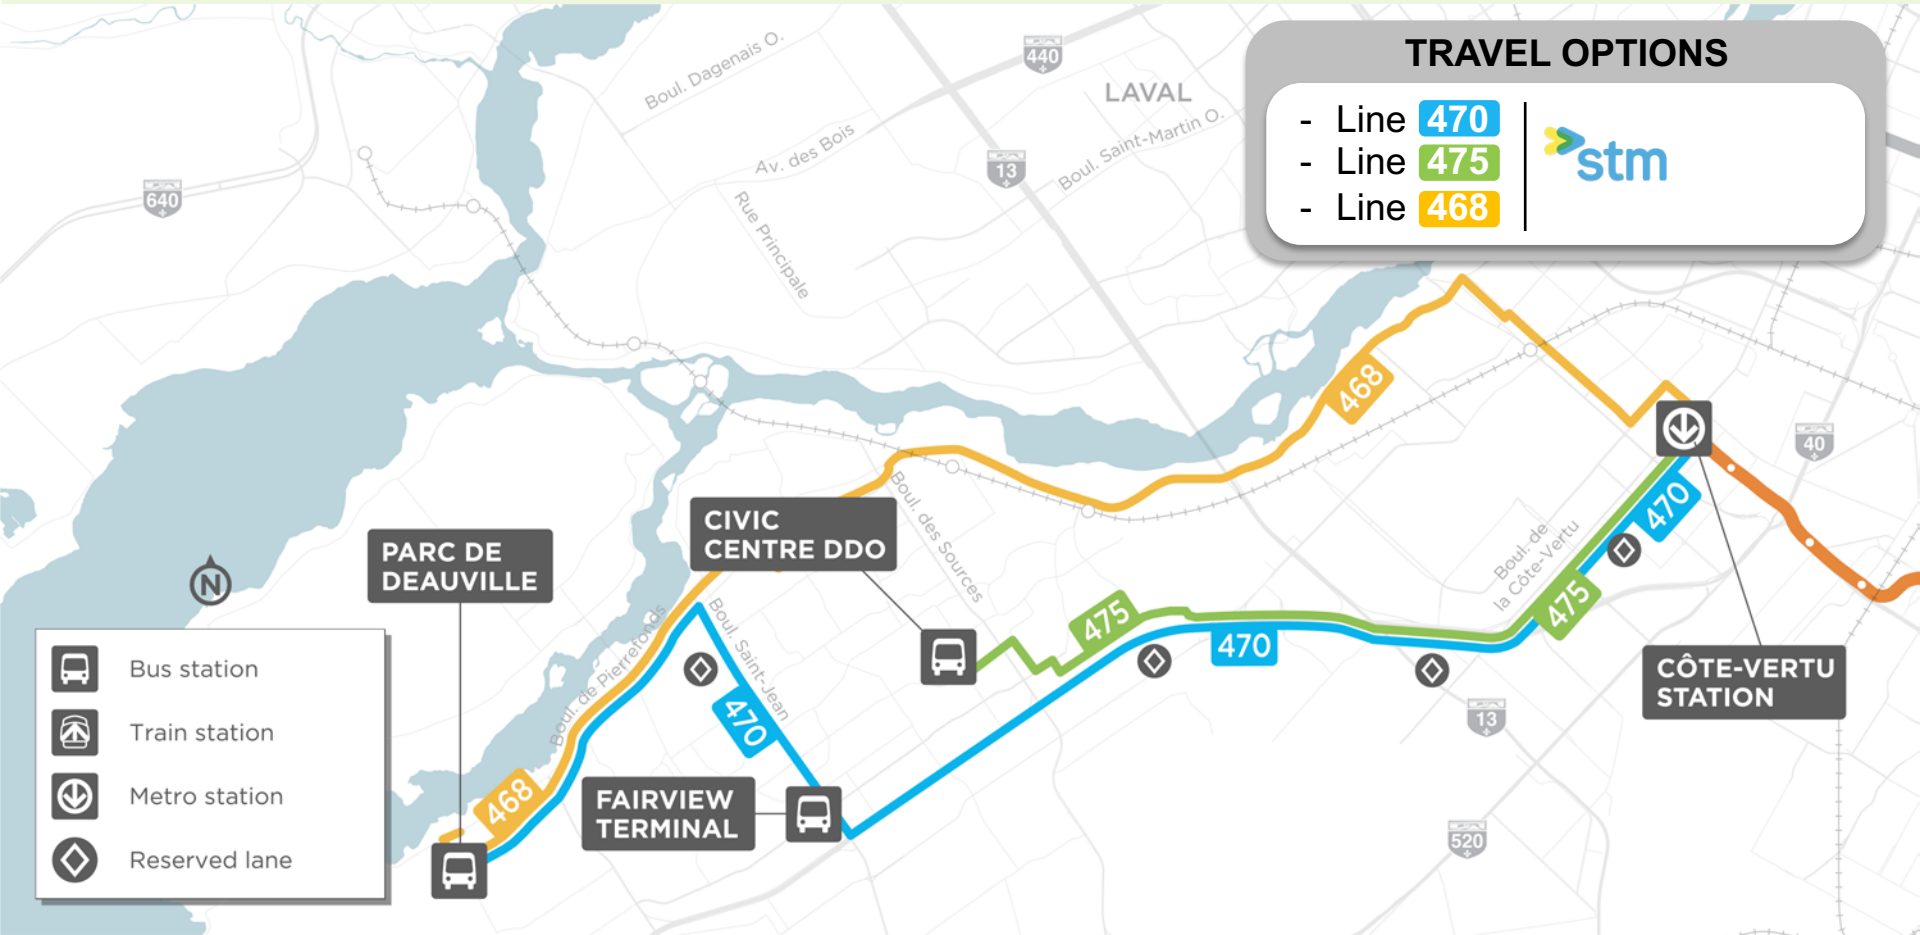 TRAVEL OPTIONS
- Line 470
- Line 475
- Line 468
stm
Boul. Dagenais O.
440
LAVAL
Av. des Bois
Boul. Saint-Martin O.
13
640
Rue Principale
468
40
Boul. des Sources
CIVIC
CENTRE DDO
PARC DE
DEAUVILLE
N
Boul. de
la Côte-Vertu
470
475
475
470
Boul. de Pierrefonds
Boul. Saint-Jean
470
CÔTE-VERTU
STATION
13
468
FAIRVIEW
TERMINAL
520
Bus station
Train station
Metro station
Reserved lane